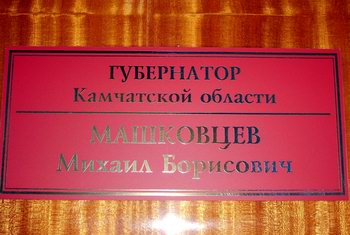 ГУБЕРНАТОР
Камчатской области
МАШКОВЦЕВ
Михаил Борисович